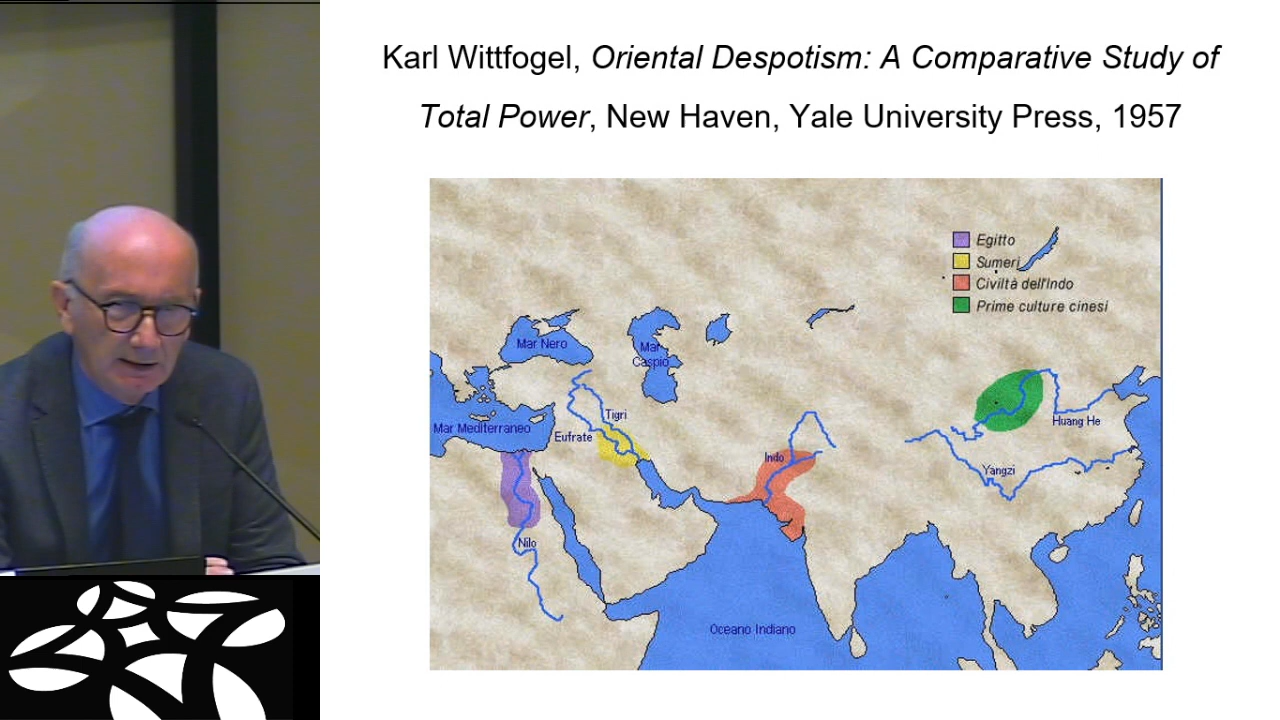 Karl Wittfogel, Oriental Despotism: A Comparative Study of
Total Power, New Haven, Yale University Press, 1957
Egitto
Sumeri
Civiltà dell'Indo
Prime culture cinesi
Mar Nero
Mar
Caspio
Tigri
Mar Mediterraneo
Eufrate
Huang He
Indo
Yangzi
Nilo
Oceano Indiano